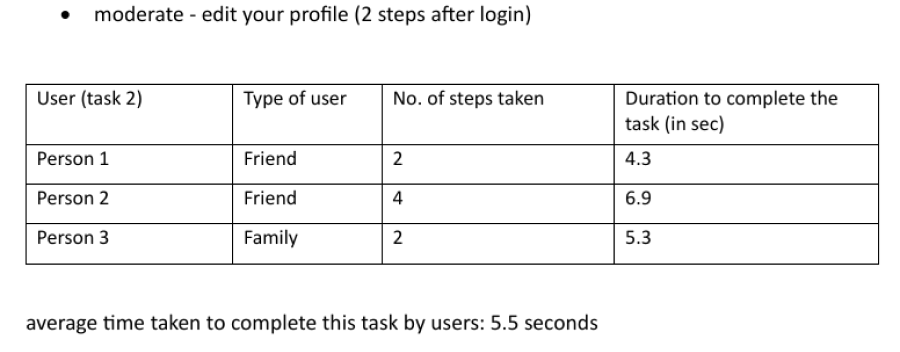 • moderate - edit your profile (2 steps after login)
User (task 2) Type of user No. of steps taken Duration to complete the
task (in sec)
Person 1 Friend 2 4.3
Person 2 Friend 4 6.9
Person 3 Family 2 5.3
average time taken to complete this task by users: 5.5 seconds